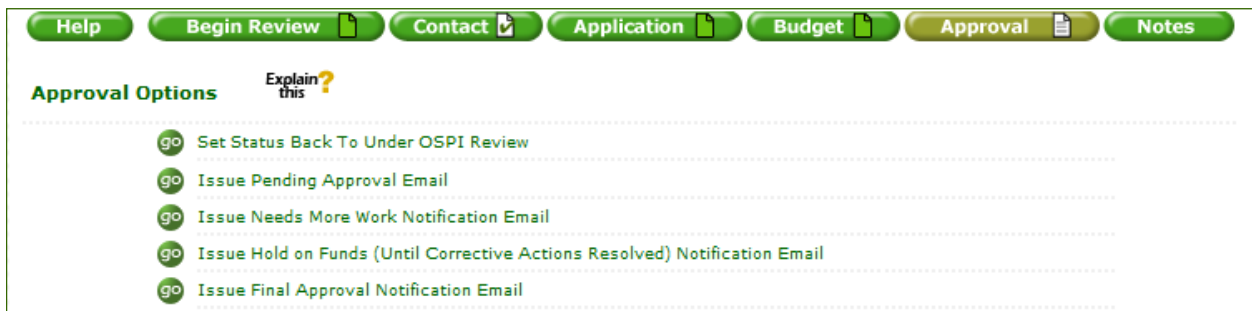 Help Begin Review Contact Application Budget Approval Notes
Approval Options Explain this?
go Set Status Back To Under OSPI Review
go Issue Pending Approval Email
go Issue Needs More Work Notification Email
go Issue Hold on Funds (Until Corrective Actions Resolved) Notification Email
go Issue Final Approval Notification Email